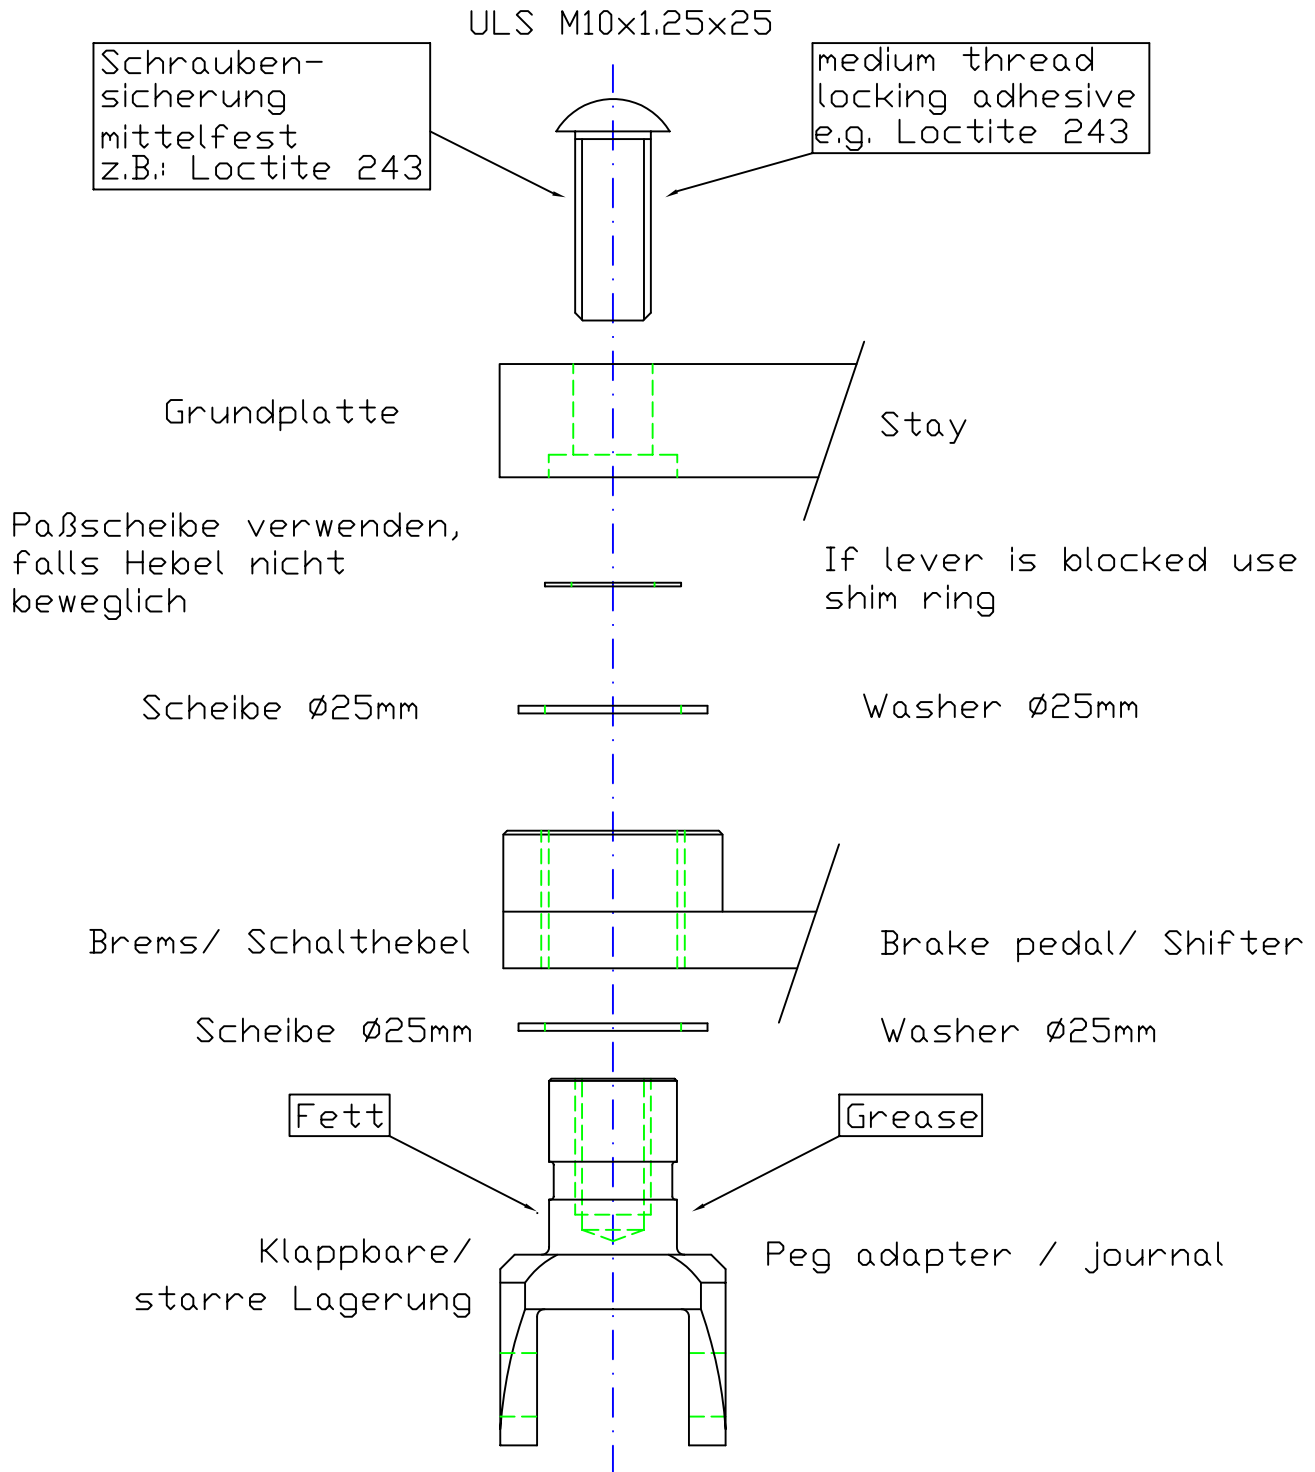 ULS M10x1.25x25
Schrauben-
sicherung
mittelfest
z.B.: Loctite 243
medium thread
locking adhesive
e.g. Loctite 243
Grundplatte
Stay
Paßscheibe verwenden,
falls Hebel nicht
beweglich
If lever is blocked use
shim ring
Scheibe Ø25mm
Washer Ø25mm
Brems/ Schalthebel
Brake pedal/ Shifter
Scheibe Ø25mm
Washer Ø25mm
Fett
Grease
Klappbare/
starre Lagerung
Peg adapter / journal